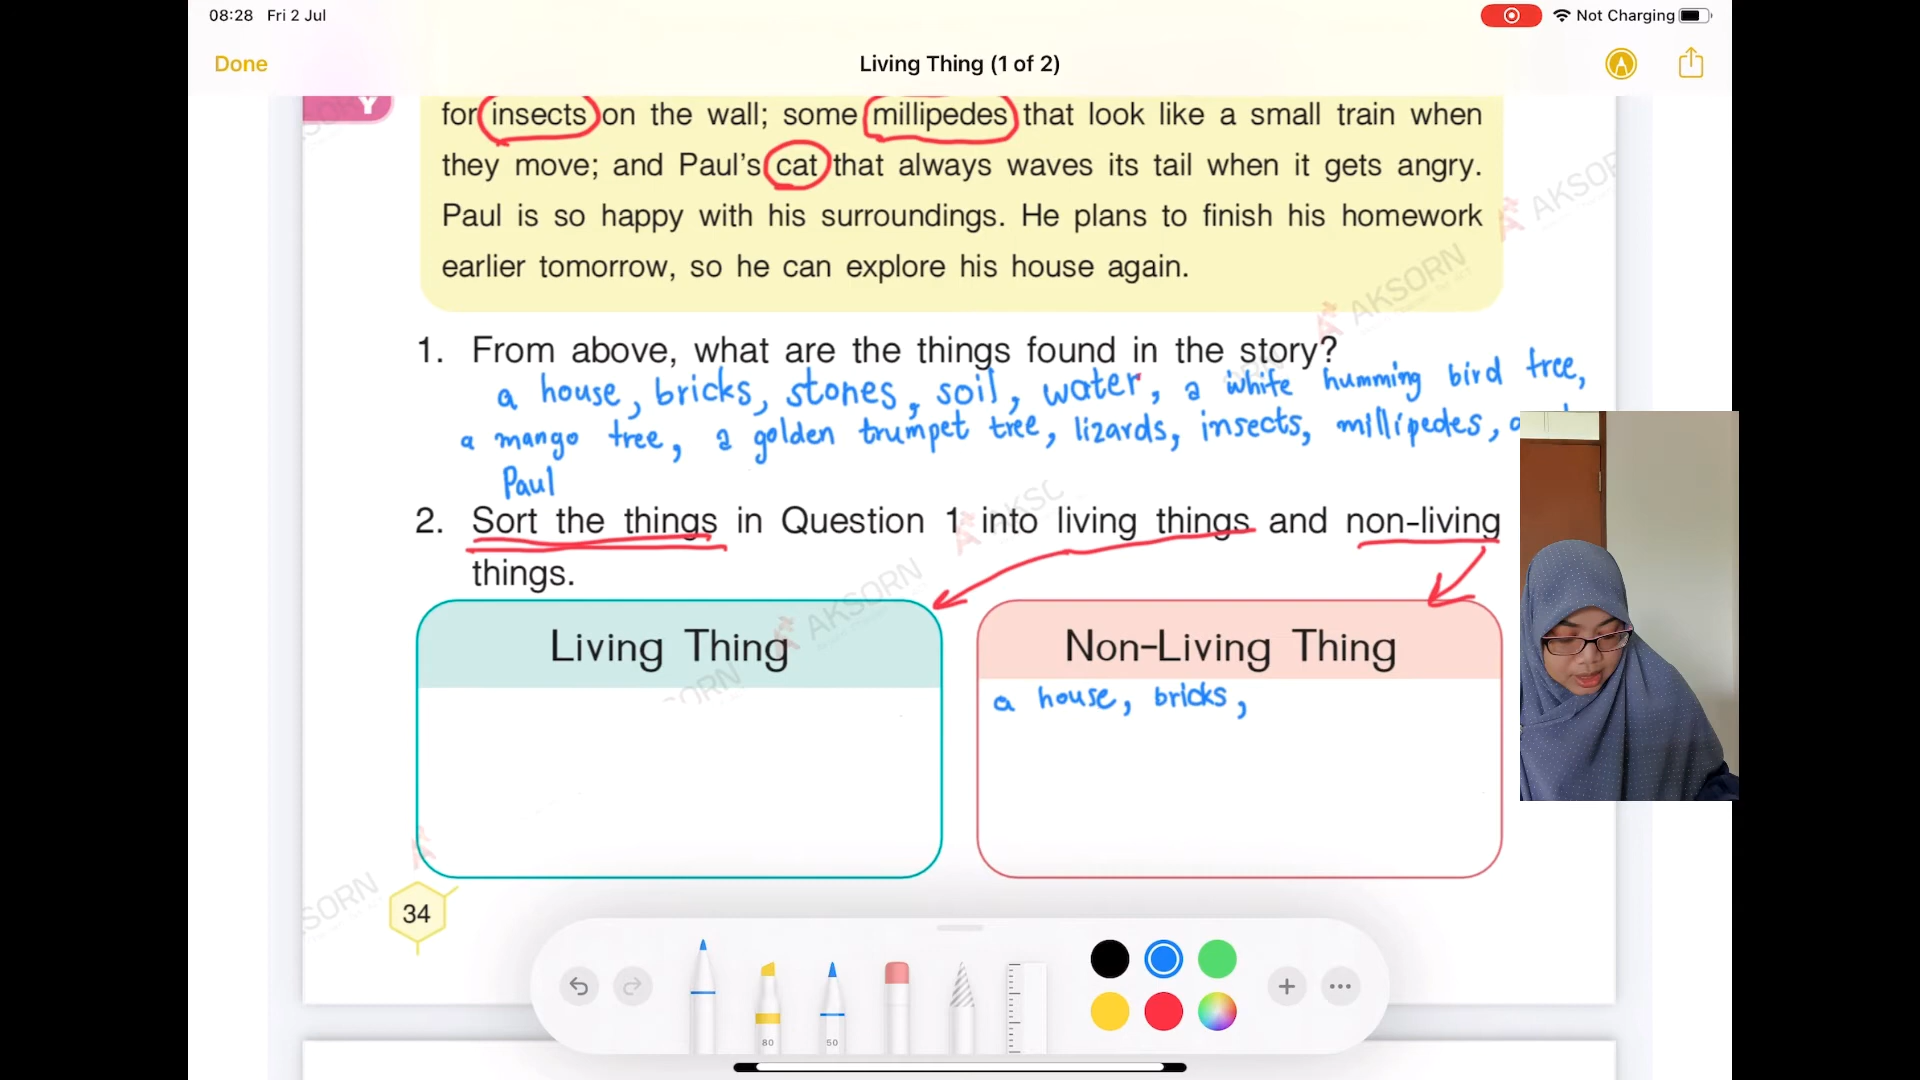 08:28 Fri 2 Jul
Not Charging
Done
Living Thing (1 of 2)
Y
for insects on the wall; some millipedes that look like a small train when
they move; and Paul's cat that always waves its tail when it gets angry.
Paul is so happy with his surroundings. He plans to finish his homework
earlier tomorrow, so he can explore his house again.
AKSORN
AKSORN
1. From above, what are the things found in the story?
a house, bricks, stones, soil, water, a white humming bird tree,
a mango tree, a golden trumpet tree, lizards, insects, millipedes,
Paul
2. Sort the things in Question 1 into living things and non-living
things.
AKSORN
Living Thing
Non-Living Thing
a house, bricks,
34
80
50